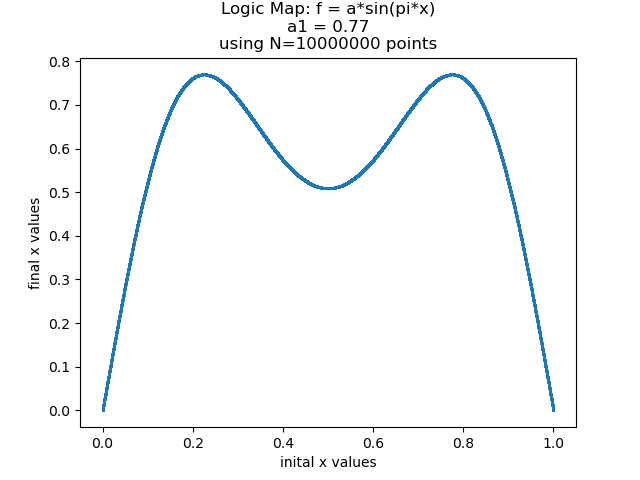 Logic Map: f = a*sin(pi*x)
a1 = 0.77
using N=10000000 points
0.8
0.7
0.6
0.5
0.4
0.3
0.2
0.1
0.0
final x values
0.0 0.2 0.4 0.6 0.8 1.0
inital x values